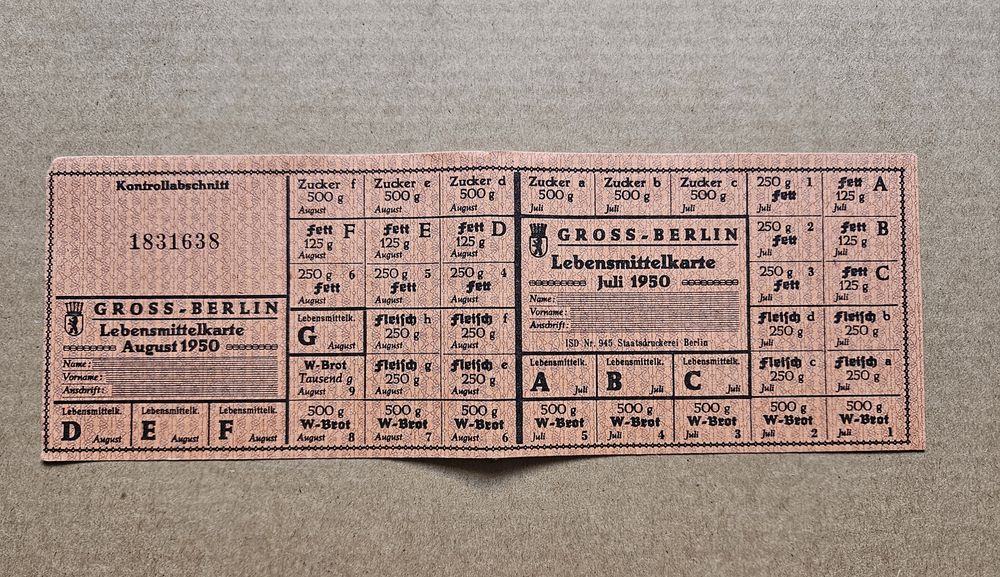 Kontrollabschnitt
1831638
GROSS-BERLIN
Lebensmittelkarte
August 1950
Name:
Vorname:
Anschrift:
Lebensmittelk.
D August
Lebensmittelk.
E August
Lebensmittelk.
F August
Zucker f
500 g
August
Zucker e
500 g
August
Zucker d
500 g
August
Fett F
125 g
August
Fett E
125 g
August
Fett D
125 g
August
250 g 6
Fett
August
250 g 5
Fett
August
250 g 4
Fett
August
Lebensmittelk.
G August
Fleisch h
250 g
August
Fleisch f
250 g
August
W-Brot
Tausend g
August 9
Fleisch g
250 g
August
Fleisch e
250 g
August
500 g
W-Brot
August 8
500 g
W-Brot
August 7
500 g
W-Brot
August 6
Zucker a
500 g
Juli
Zucker b
500 g
Juli
Zucker c
500 g
Juli
250 g 1
Fett
Juli
Fett A
125 g
Juli
GROSS-BERLIN
Lebensmittelkarte
Juli 1950
Name:
Vorname:
Anschrift:
ISD Nr. 945 Staatsdruckerei Berlin
250 g 2
Fett
Juli
Fett B
125 g
Juli
250 g 3
Fett
Juli
Fett C
125 g
Juli
Fleisch d
250 g
Juli
Fleisch b
250 g
Juli
Lebensmittelk.
A Juli
Lebensmittelk.
B Juli
Lebensmittelk.
C Juli
Fleisch c
250 g
Juli
Fleisch a
250 g
Juli
500 g
W-Brot
Juli 5
500 g
W-Brot
Juli 4
500 g
W-Brot
Juli 3
500 g
W-Brot
Juli 2
500 g
W-Brot
Juli 1